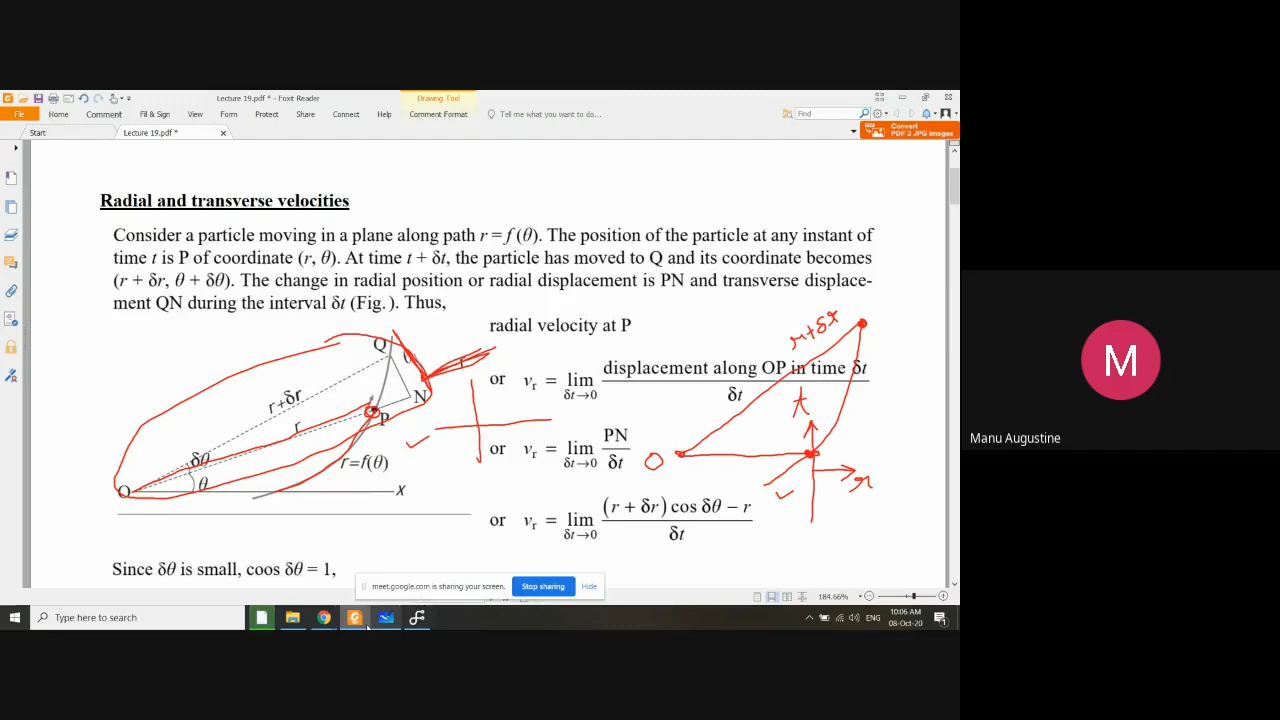 Lecture 19.pdf * - Foxit Reader
Drawing Tool
File Home Comment Fill & Sign View Form Protect Share Connect Help Comment Format Tell me what you want to do... Find
Start Lecture 19.pdf *
Convert
PDF 2 JPG images
Radial and transverse velocities
Consider a particle moving in a plane along path r = f (θ). The position of the particle at any instant of
time t is P of coordinate (r, θ). At time t + δt, the particle has moved to Q and its coordinate becomes
(r + δr, θ + δθ). The change in radial position or radial displacement is PN and transverse displace-
ment QN during the interval δt (Fig.). Thus,
radial velocity at P
or v_r = lim_{δt→0} displacement along OP in time δt / δt
or v_r = lim_{δt→0} PN / δt
or v_r = lim_{δt→0} (r + δr) cos δθ − r / δt
Q
N
P
r+δr
r
δθ
θ
r=f(θ)
O
X
r+δr
t
O
r
Since δθ is small, coos δθ = 1,
meet.google.com is sharing your screen. Stop sharing Hide
184.66%
Type here to search
ENG
10:06 AM
08-Oct-20
M
Manu Augustine